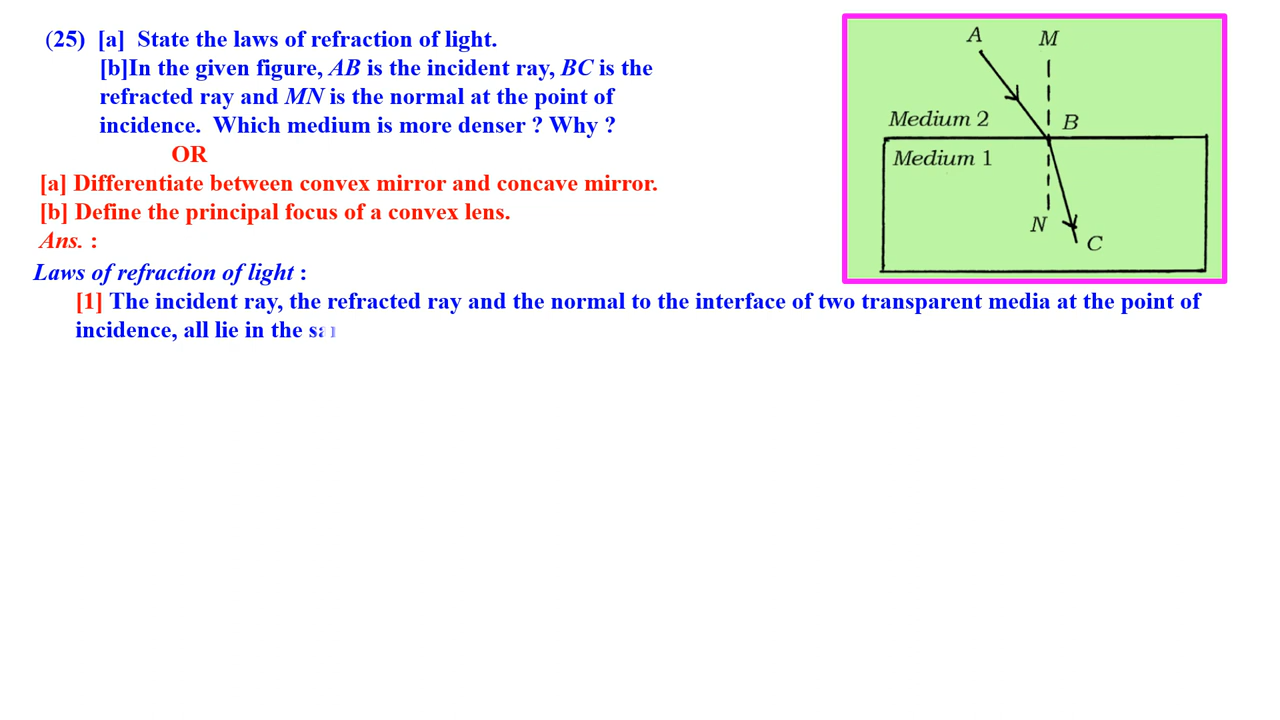 (25) [a] State the laws of refraction of light.
[b]In the given figure, AB is the incident ray, BC is the
refracted ray and MN is the normal at the point of
incidence. Which medium is more denser ? Why ?
OR
[a] Differentiate between convex mirror and concave mirror.
[b] Define the principal focus of a convex lens.
Ans. :
Laws of refraction of light :
[1] The incident ray, the refracted ray and the normal to the interface of two transparent media at the point of
incidence, all lie in the
A
M
Medium 2
B
Medium 1
N
C